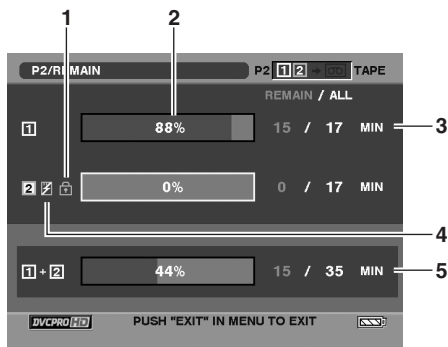 1 2
P2/REMAIN P2 1 2 → TAPE
REMAIN / ALL
1 88% 15 / 17 MIN 3
2 0% 0 / 17 MIN
4
1 + 2 44% 15 / 35 MIN 5
DVCPRO HD PUSH "EXIT" IN MENU TO EXIT